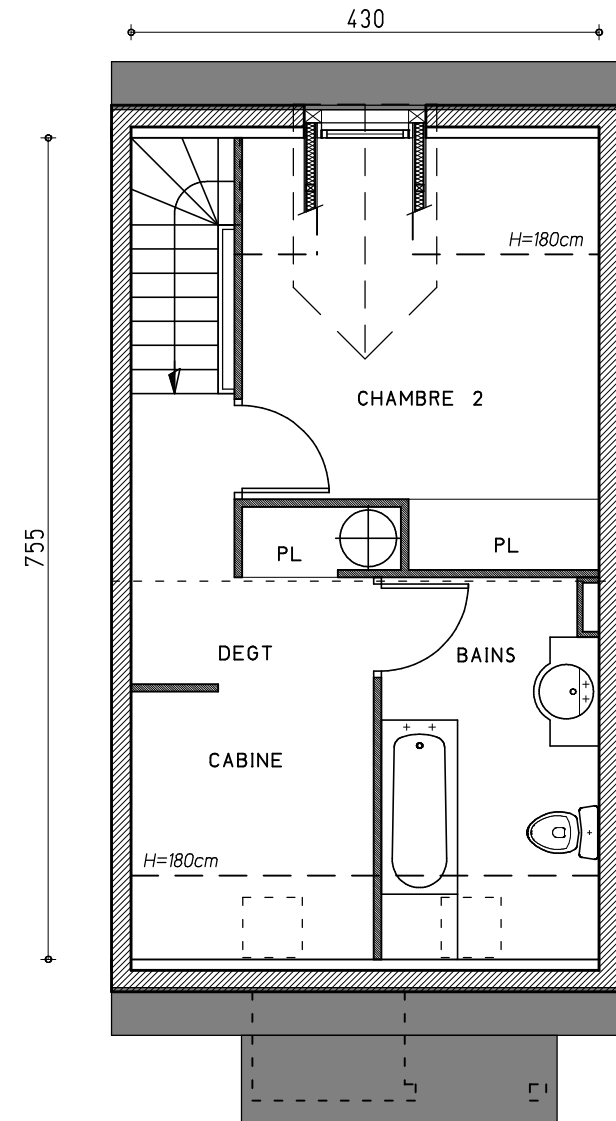 430
H=180cm
CHAMBRE 2
755
PL
PL
DEGT
BAINS
CABINE
H=180cm